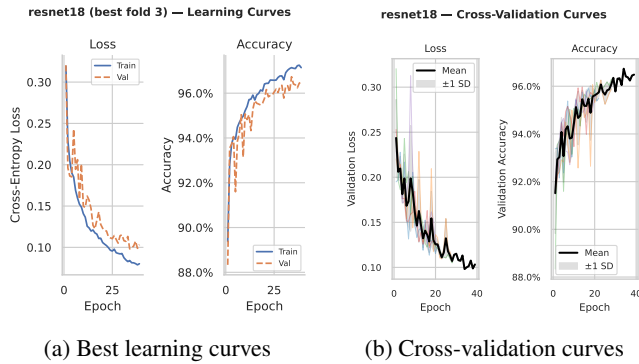 resnet18 (best fold 3) — Learning Curves
Loss
Train
Val
0.30
0.25
0.20
0.15
0.10
Cross-Entropy Loss
0
25
Epoch
Accuracy
96.0%
94.0%
92.0%
90.0%
88.0%
Accuracy
Train
Val
0
25
Epoch
(a) Best learning curves
resnet18 — Cross-Validation Curves
Loss
Mean
±1 SD
0.30
0.25
0.20
0.15
0.10
Validation Loss
0
20
40
Epoch
Accuracy
96.0%
94.0%
92.0%
90.0%
88.0%
Validation Accuracy
Mean
±1 SD
0
20
40
Epoch
(b) Cross-validation curves